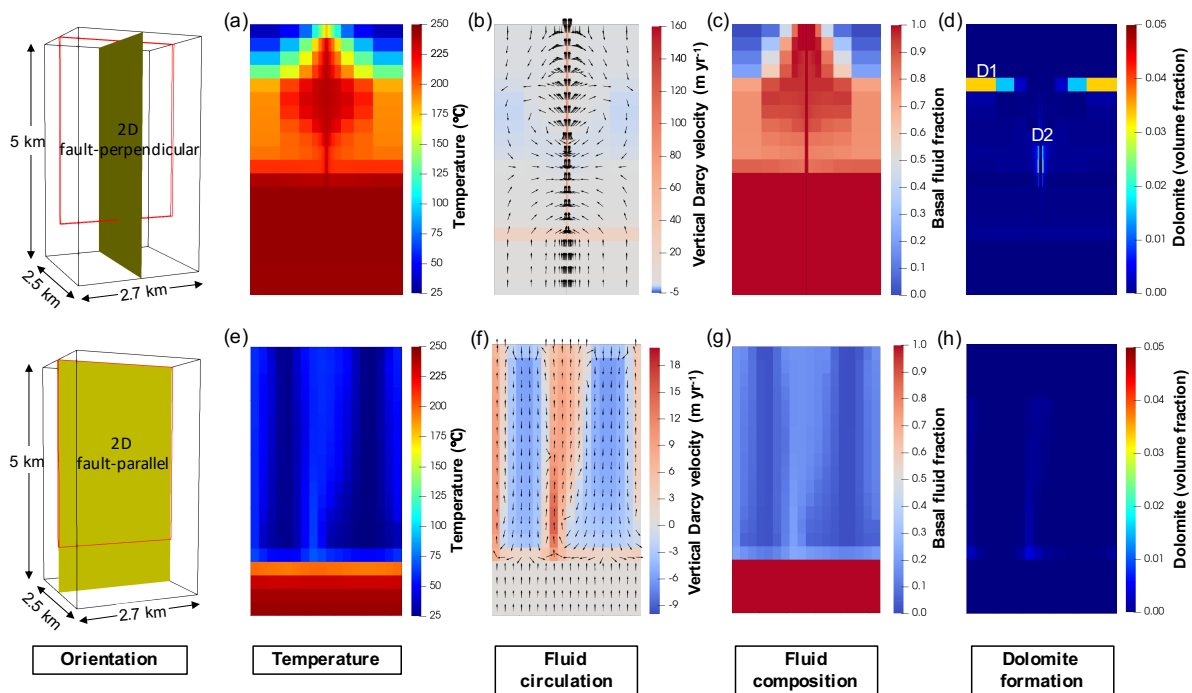 (a)
(b)
(c)
(d)
5 km
2D
fault-perpendicular
2.5 km
2.7 km
250
225
200
175
150
125
100
75
50
25
Temperature (℃)
160
140
120
100
80
60
40
20
-5
Vertical Darcy velocity (m yr⁻¹)
1.0
0.9
0.8
0.7
0.6
0.5
0.4
0.3
0.2
0.1
0.0
Basal fluid fraction
D1
D2
0.05
0.04
0.03
0.02
0.01
0.00
Dolomite (volume fraction)
(e)
(f)
(g)
(h)
5 km
2D
fault-parallel
2.5 km
2.7 km
250
225
200
175
150
125
100
75
50
25
Temperature (℃)
18
15
12
9
6
3
0
-3
-6
-9
Vertical Darcy velocity (m yr⁻¹)
1.0
0.9
0.8
0.7
0.6
0.5
0.4
0.3
0.2
0.1
0.0
Basal fluid fraction
0.05
0.04
0.03
0.02
0.01
0.00
Dolomite (volume fraction)
Orientation
Temperature
Fluid
circulation
Fluid
composition
Dolomite
formation